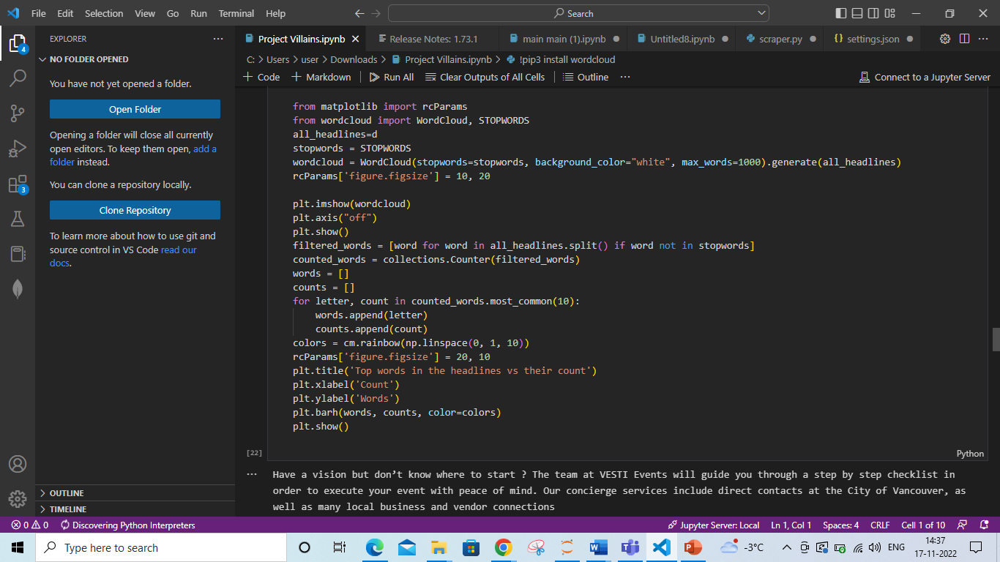 File Edit Selection View Go Run Terminal Help
Search
EXPLORER
Project Villains.ipynb
Release Notes: 1.73.1
main main (1).ipynb
Untitled8.ipynb
scraper.py
{} settings.json
4
NO FOLDER OPENED
C: > Users > user > Downloads > Project Villains.ipynb > !pip3 install wordcloud
+ Code + Markdown Run All Clear Outputs of All Cells Outline ...
Connect to a Jupyter Server
You have not yet opened a folder.
Open Folder
Opening a folder will close all currently
open editors. To keep them open, add a
folder instead.
You can clone a repository locally.
3
Clone Repository
To learn more about how to use git and
source control in VS Code read our
docs.
OUTLINE
TIMELINE
from matplotlib import rcParams
from wordcloud import WordCloud, STOPWORDS
all_headlines=d
stopwords = STOPWORDS
wordcloud = WordCloud(stopwords=stopwords, background_color="white", max_words=1000).generate(all_headlines)
rcParams['figure.figsize'] = 10, 20
plt.imshow(wordcloud)
plt.axis("off")
plt.show()
filtered_words = [word for word in all_headlines.split() if word not in stopwords]
counted_words = collections.Counter(filtered_words)
words = []
counts = []
for letter, count in counted_words.most_common(10):
    words.append(letter)
    counts.append(count)
colors = cm.rainbow(np.linspace(0, 1, 10))
rcParams['figure.figsize'] = 20, 10
plt.title('Top words in the headlines vs their count')
plt.xlabel('Count')
plt.ylabel('Words')
plt.barh(words, counts, color=colors)
plt.show()
[22]
Python
... Have a vision but don’t know where to start ? The team at VESTI Events will guide you through a step by step checklist in
order to execute your event with peace of mind. Our concierge services include direct contacts at the City of Vancouver, as
well as many local business and vendor connections
0 0 Discovering Python Interpreters
Jupyter Server: Local Ln 1, Col 1 Spaces: 4 CRLF Cell 1 of 10
Type here to search
-3°C
ENG
14:37
17-11-2022